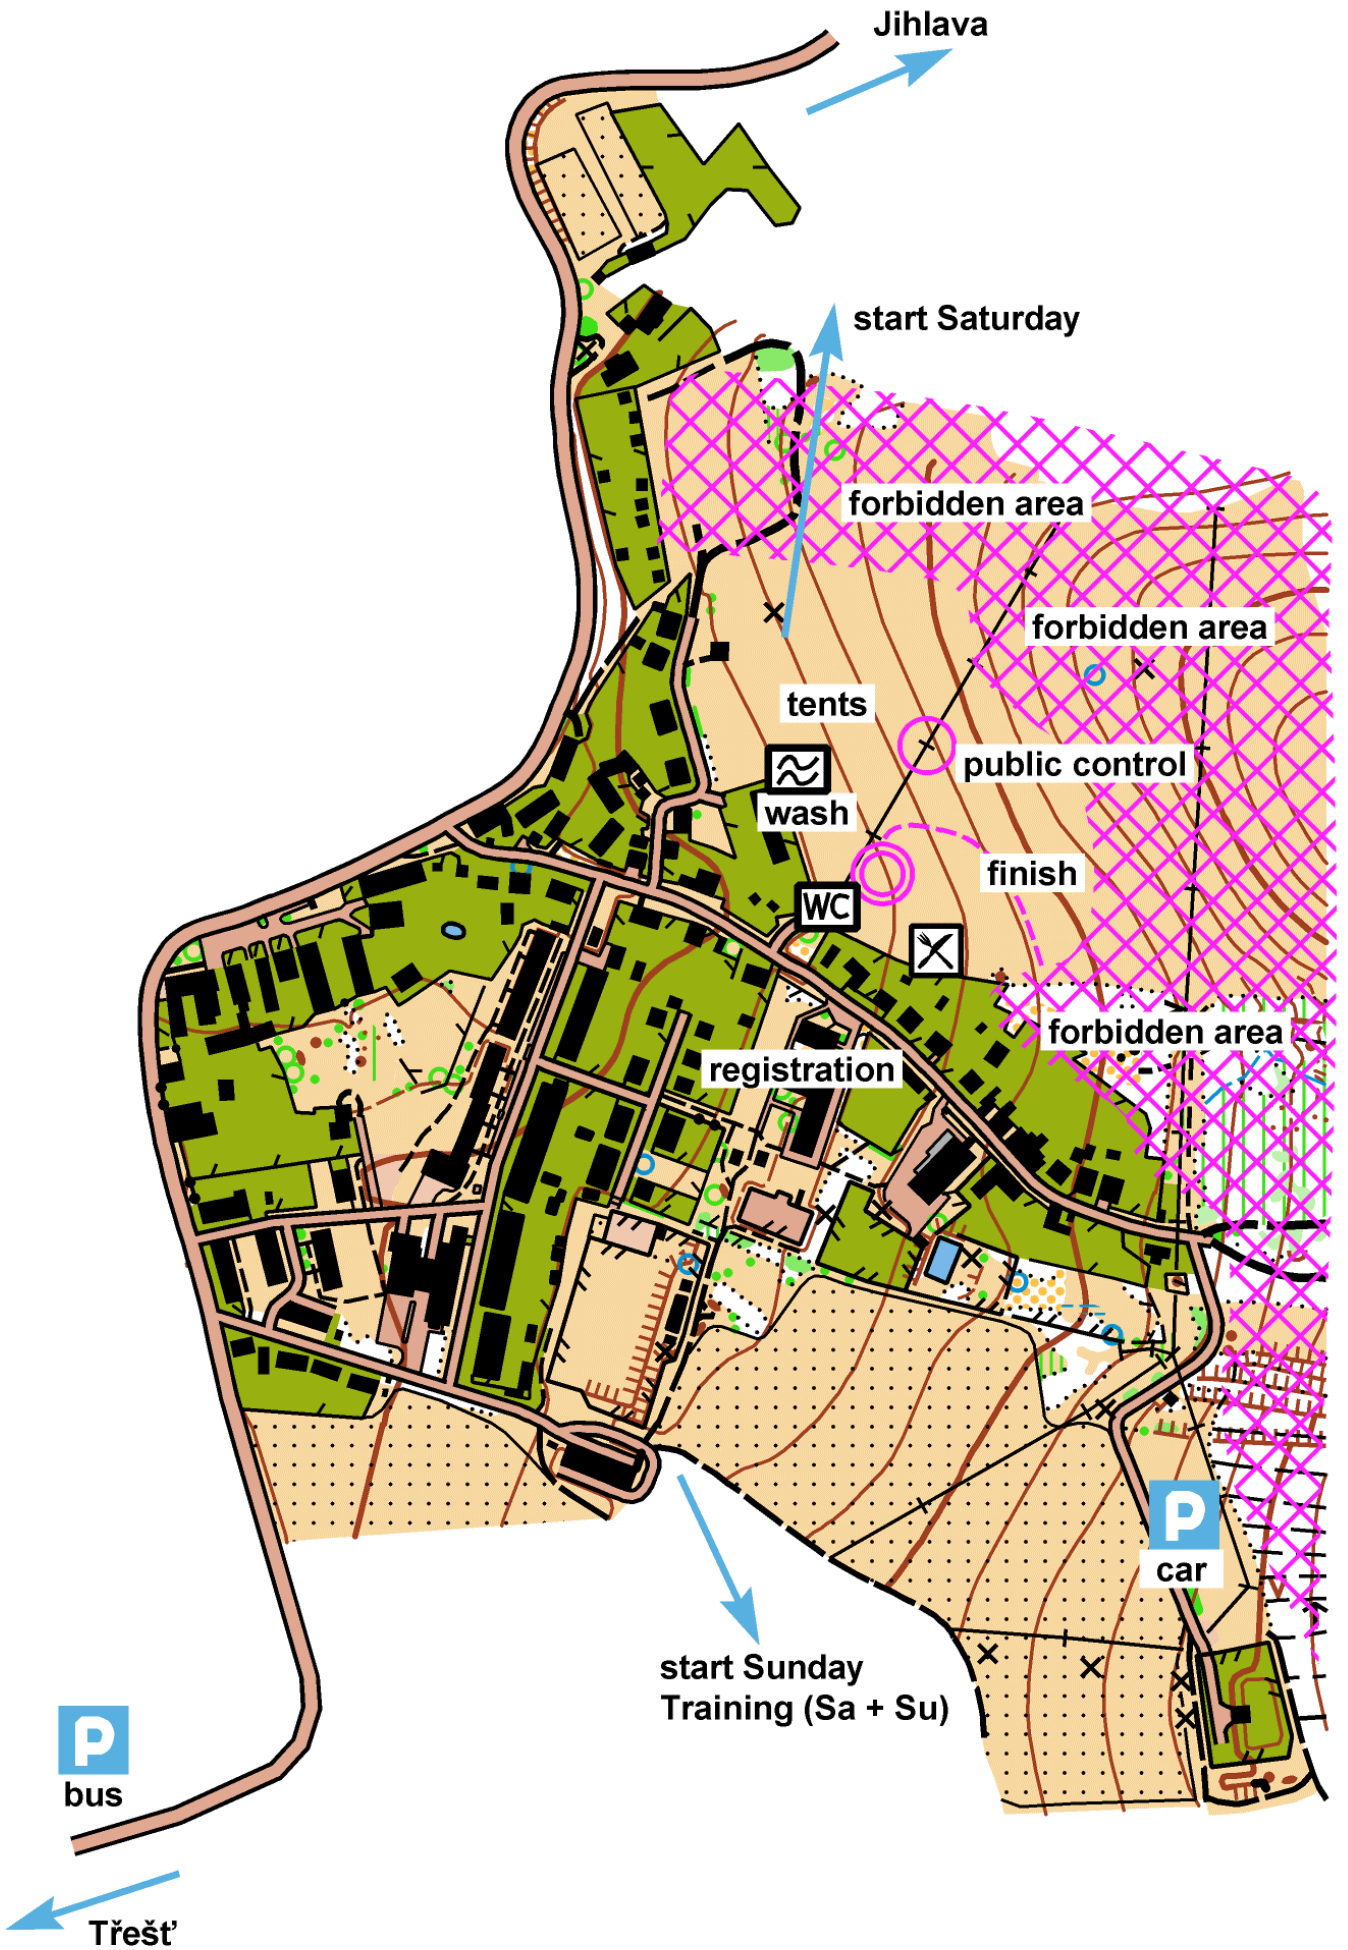 Jihlava
start Saturday
forbidden area
forbidden area
tents
public control
wash
finish
WC
forbidden area
registration
P
car
start Sunday
Training (Sa + Su)
P
bus
Třešť